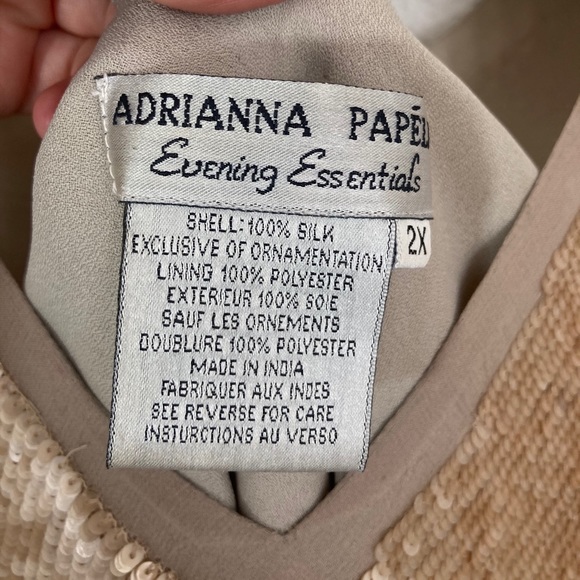 ADRIANNA PAPÉLL
Evening Essentials
2X
SHELL:100% SILK
EXCLUSIVE OF ORNAMENTATION
LINING 100% POLYESTER
EXTERIEUR 100% SOIE
SAUF LES ORNEMENTS
DOUBLURE 100% POLYESTER
MADE IN INDIA
FABRIQUER AUX INDES
SEE REVERSE FOR CARE
INSTURCTIONS AU VERSO